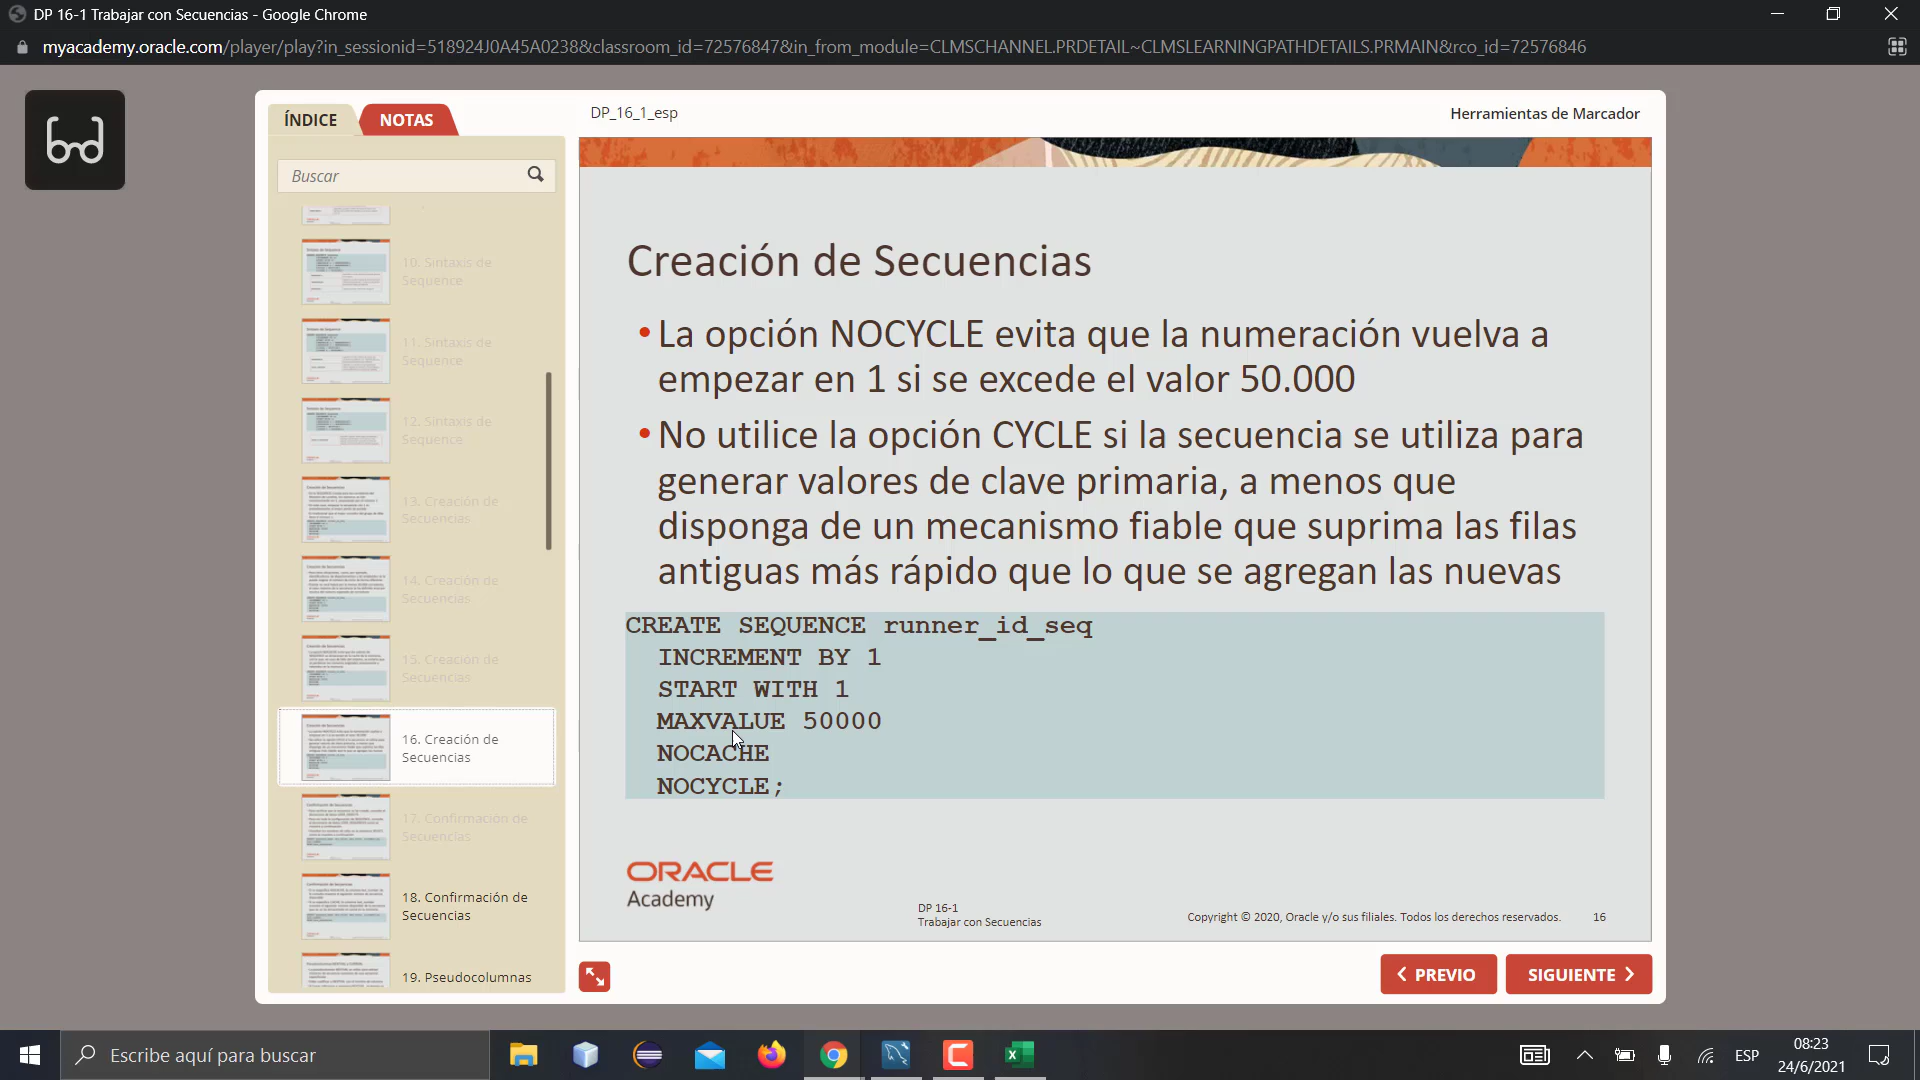 DP 16-1 Trabajar con Secuencias - Google Chrome
myacademy.oracle.com/player/play?in_sessionid=518924J0A45A0238&classroom_id=72576847&in_from_module=CLMSCHANNEL.PRDETAIL~CLMSLEARNINGPATHDETAILS.PRMAIN&rco_id=72576846
ÍNDICE
NOTAS
DP_16_1_esp
Herramientas de Marcador
Buscar
10. Sintaxis de
Sequence
11. Sintaxis de
Sequence
12. Sintaxis de
Sequence
13. Creación de
Secuencias
14. Creación de
Secuencias
15. Creación de
Secuencias
16. Creación de
Secuencias
17. Confirmación de
Secuencias
18. Confirmación de
Secuencias
19. Pseudocolumnas
Creación de Secuencias
•La opción NOCYCLE evita que la numeración vuelva a
empezar en 1 si se excede el valor 50.000
•No utilice la opción CYCLE si la secuencia se utiliza para
generar valores de clave primaria, a menos que
disponga de un mecanismo fiable que suprima las filas
antiguas más rápido que lo que se agregan las nuevas
CREATE SEQUENCE runner_id_seq
INCREMENT BY 1
START WITH 1
MAXVALUE 50000
NOCACHE
NOCYCLE;
ORACLE
Academy
DP 16-1
Trabajar con Secuencias
Copyright © 2020, Oracle y/o sus filiales. Todos los derechos reservados.
16
PREVIO
SIGUIENTE
Escribe aquí para buscar
ESP
08:23
24/6/2021